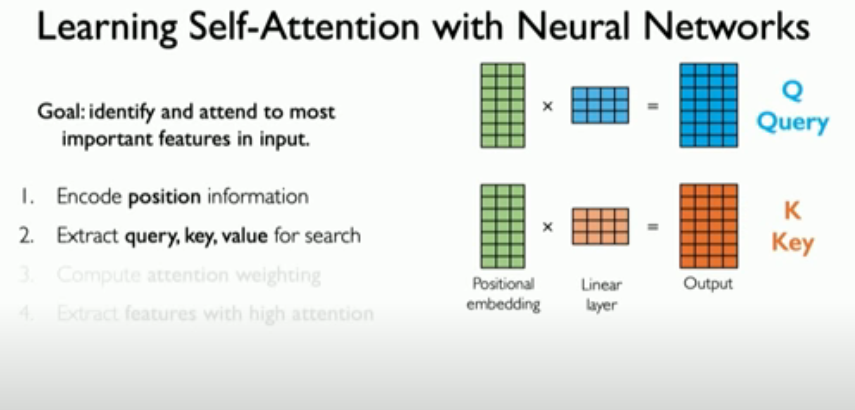 Learning Self-Attention with Neural Networks
Goal: identify and attend to most
important features in input.
1. Encode position information
2. Extract query, key, value for search
3. Compute attention weighting
4. Extract features with high attention
× =
Q
Query
× =
K
Key
Positional
embedding
Linear
layer
Output